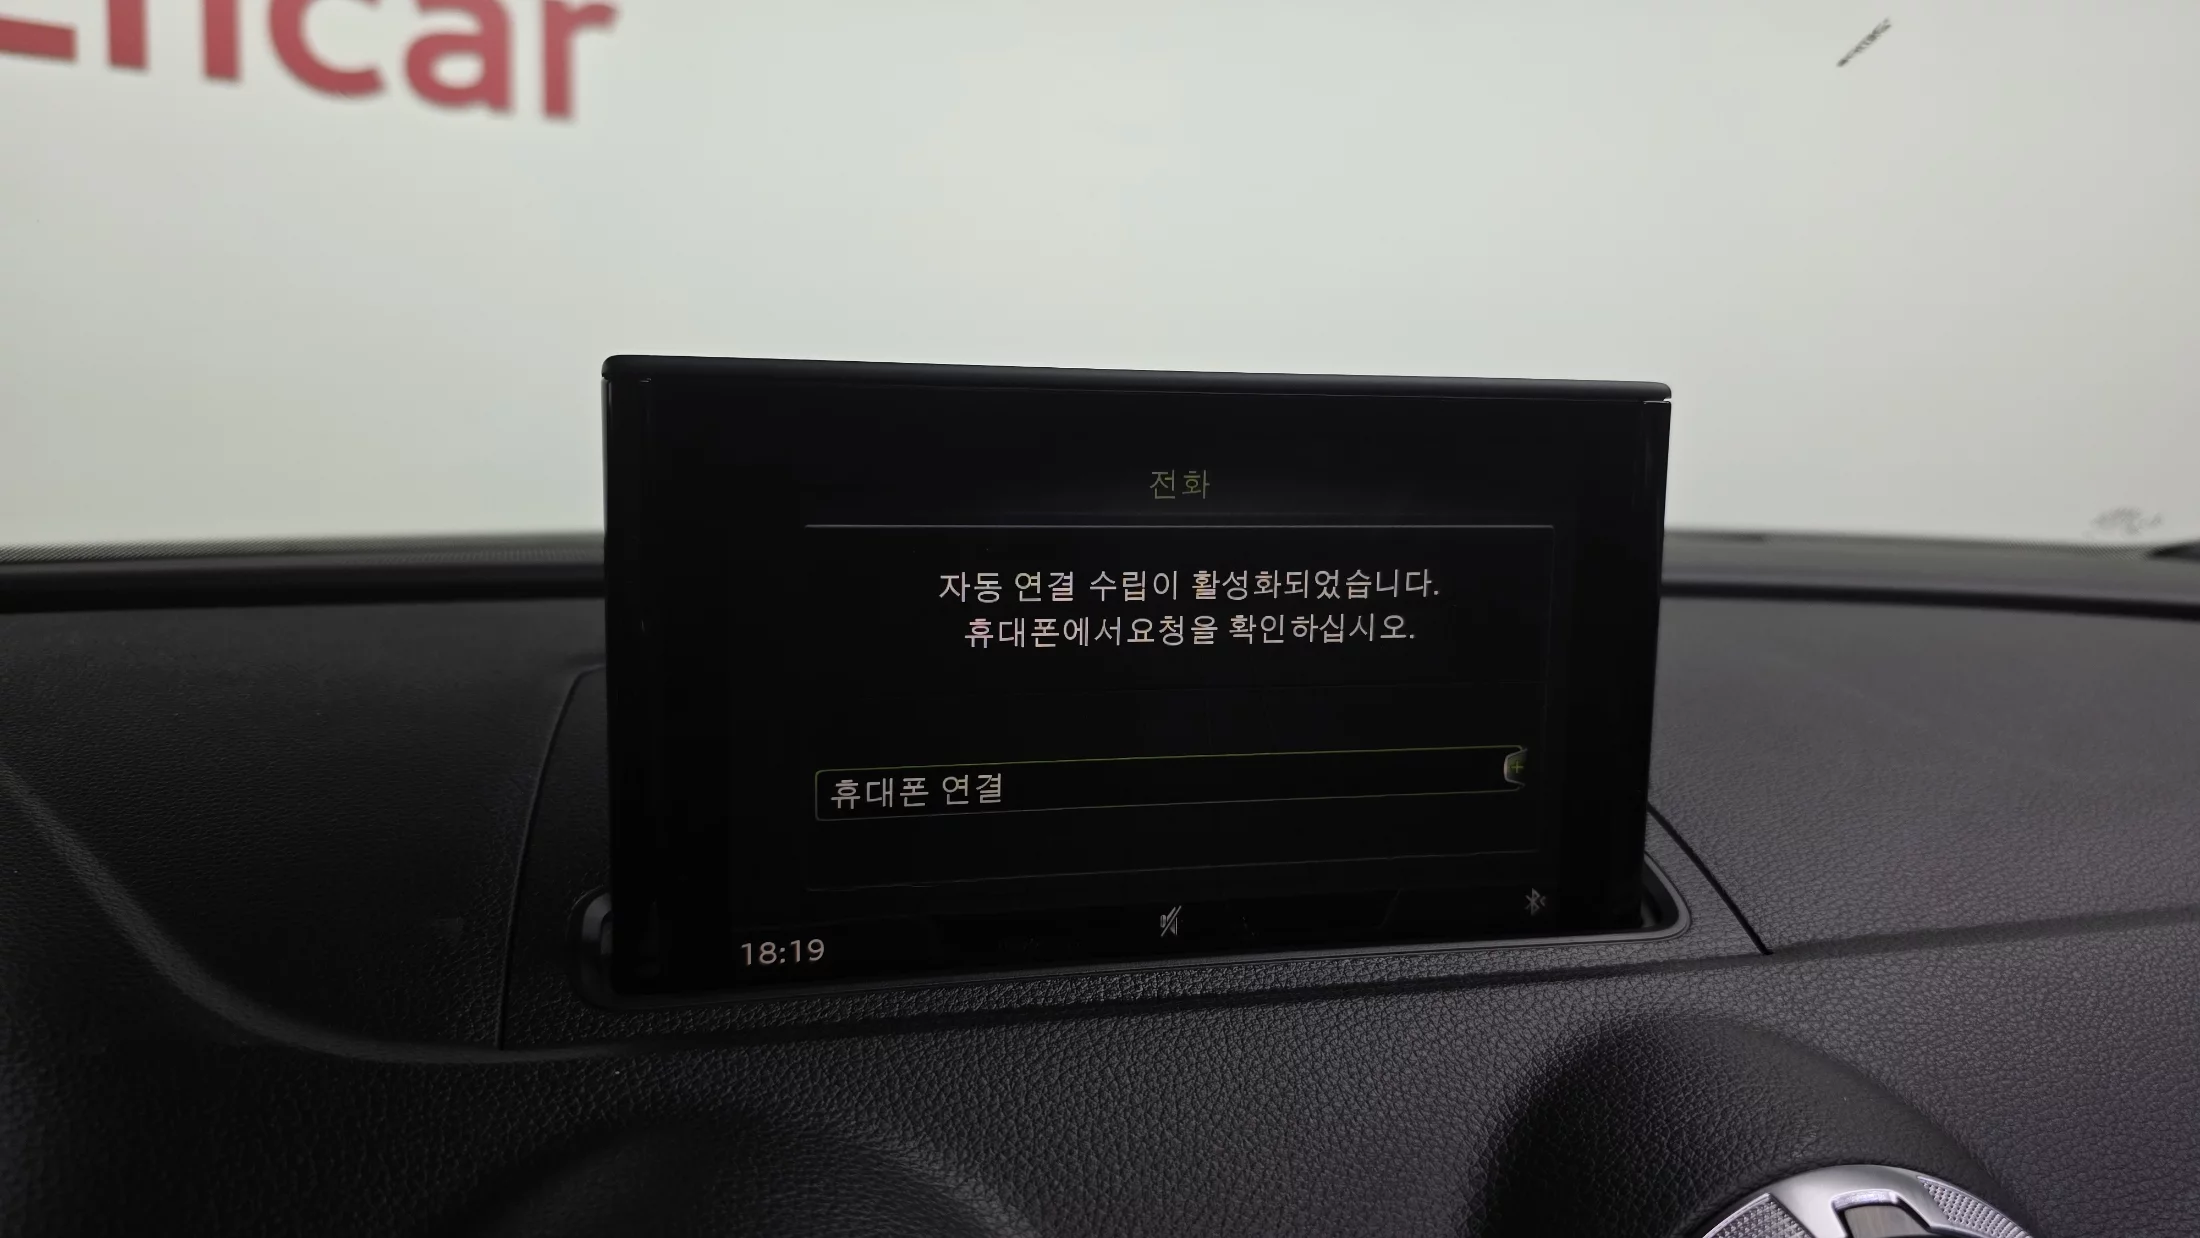 Encar
전화
자동 연결 수립이 활성화되었습니다.
휴대폰에서요청을 확인하십시오.
휴대폰 연결
18:19